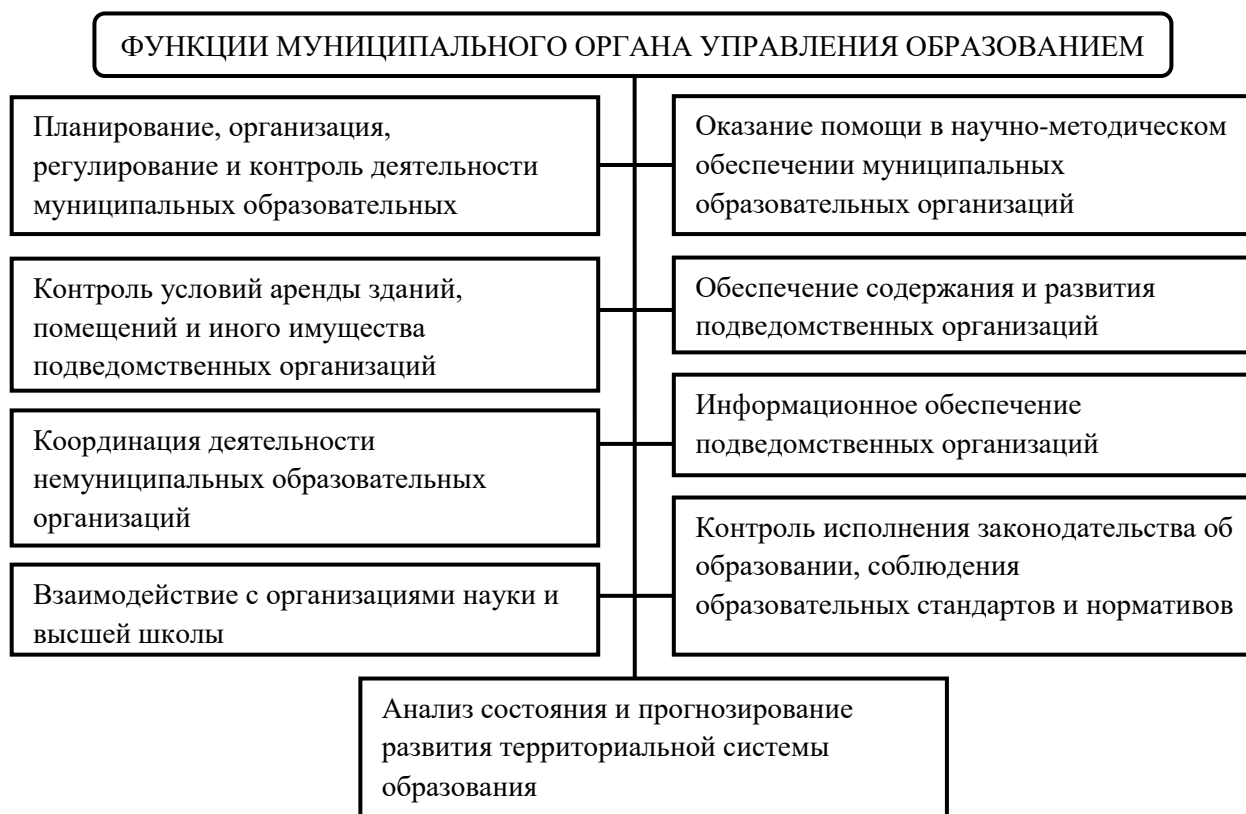 ФУНКЦИИ МУНИЦИПАЛЬНОГО ОРГАНА УПРАВЛЕНИЯ ОБРАЗОВАНИЕМ
Планирование, организация,
регулирование и контроль деятельности
муниципальных образовательных
Оказание помощи в научно-методическом
обеспечении муниципальных
образовательных организаций
Контроль условий аренды зданий,
помещений и иного имущества
подведомственных организаций
Обеспечение содержания и развития
подведомственных организаций
Координация деятельности
немуниципальных образовательных
организаций
Информационное обеспечение
подведомственных организаций
Взаимодействие с организациями науки и
высшей школы
Контроль исполнения законодательства об
образовании, соблюдения
образовательных стандартов и нормативов
Анализ состояния и прогнозирование
развития территориальной системы
образования